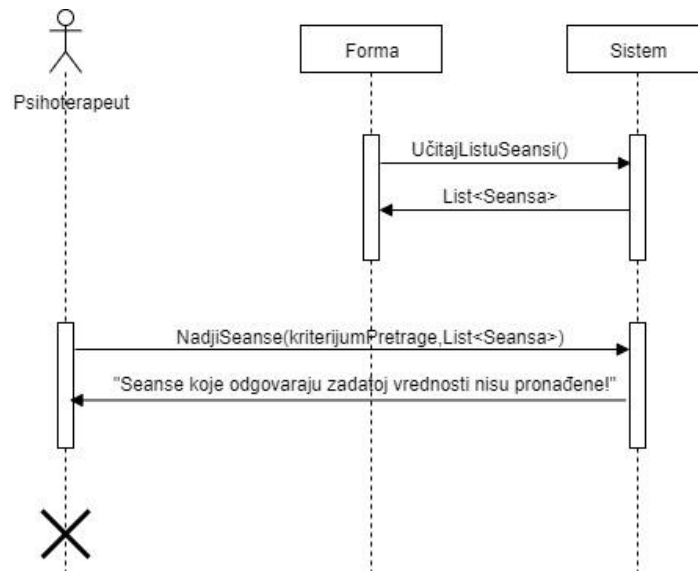 Psihoterapeut
Forma
Sistem
UčitajListuSeansi()
List<Seansa>
NadjiSeanse(kriterijumPretrage,List<Seansa>)
"Seanse koje odgovaraju zadatoj vrednosti nisu pronađene!"